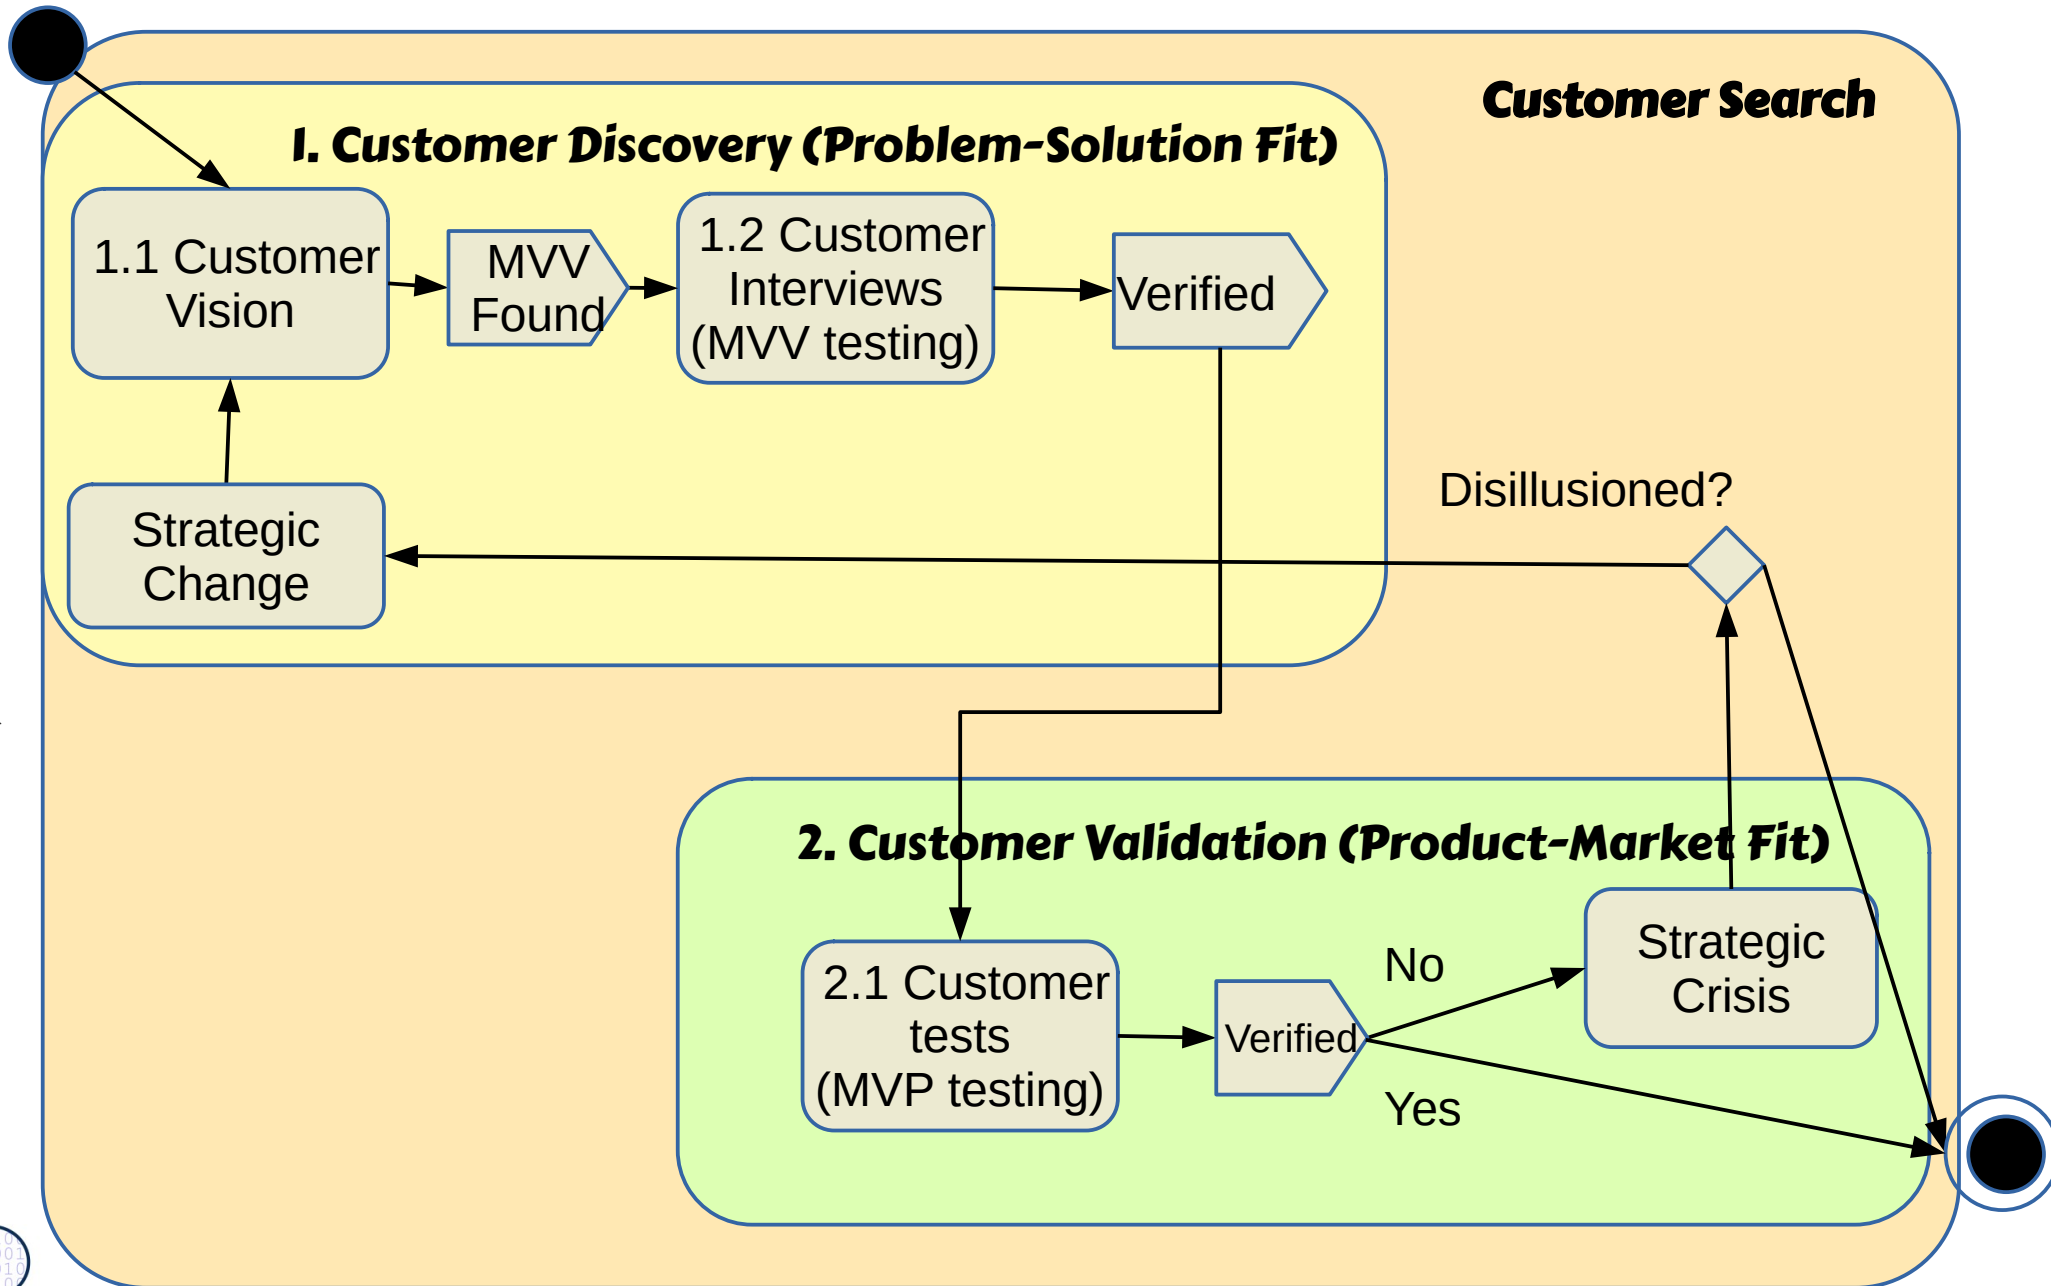 Customer Search
1. Customer Discovery (Problem-Solution Fit)
1.1 Customer
Vision
MVV
Found
1.2 Customer
Interviews
(MVV testing)
Verified
Strategic
Change
Disillusioned?
2. Customer Validation (Product-Market Fit)
2.1 Customer
tests
(MVP testing)
Verified
No
Yes
Strategic
Crisis